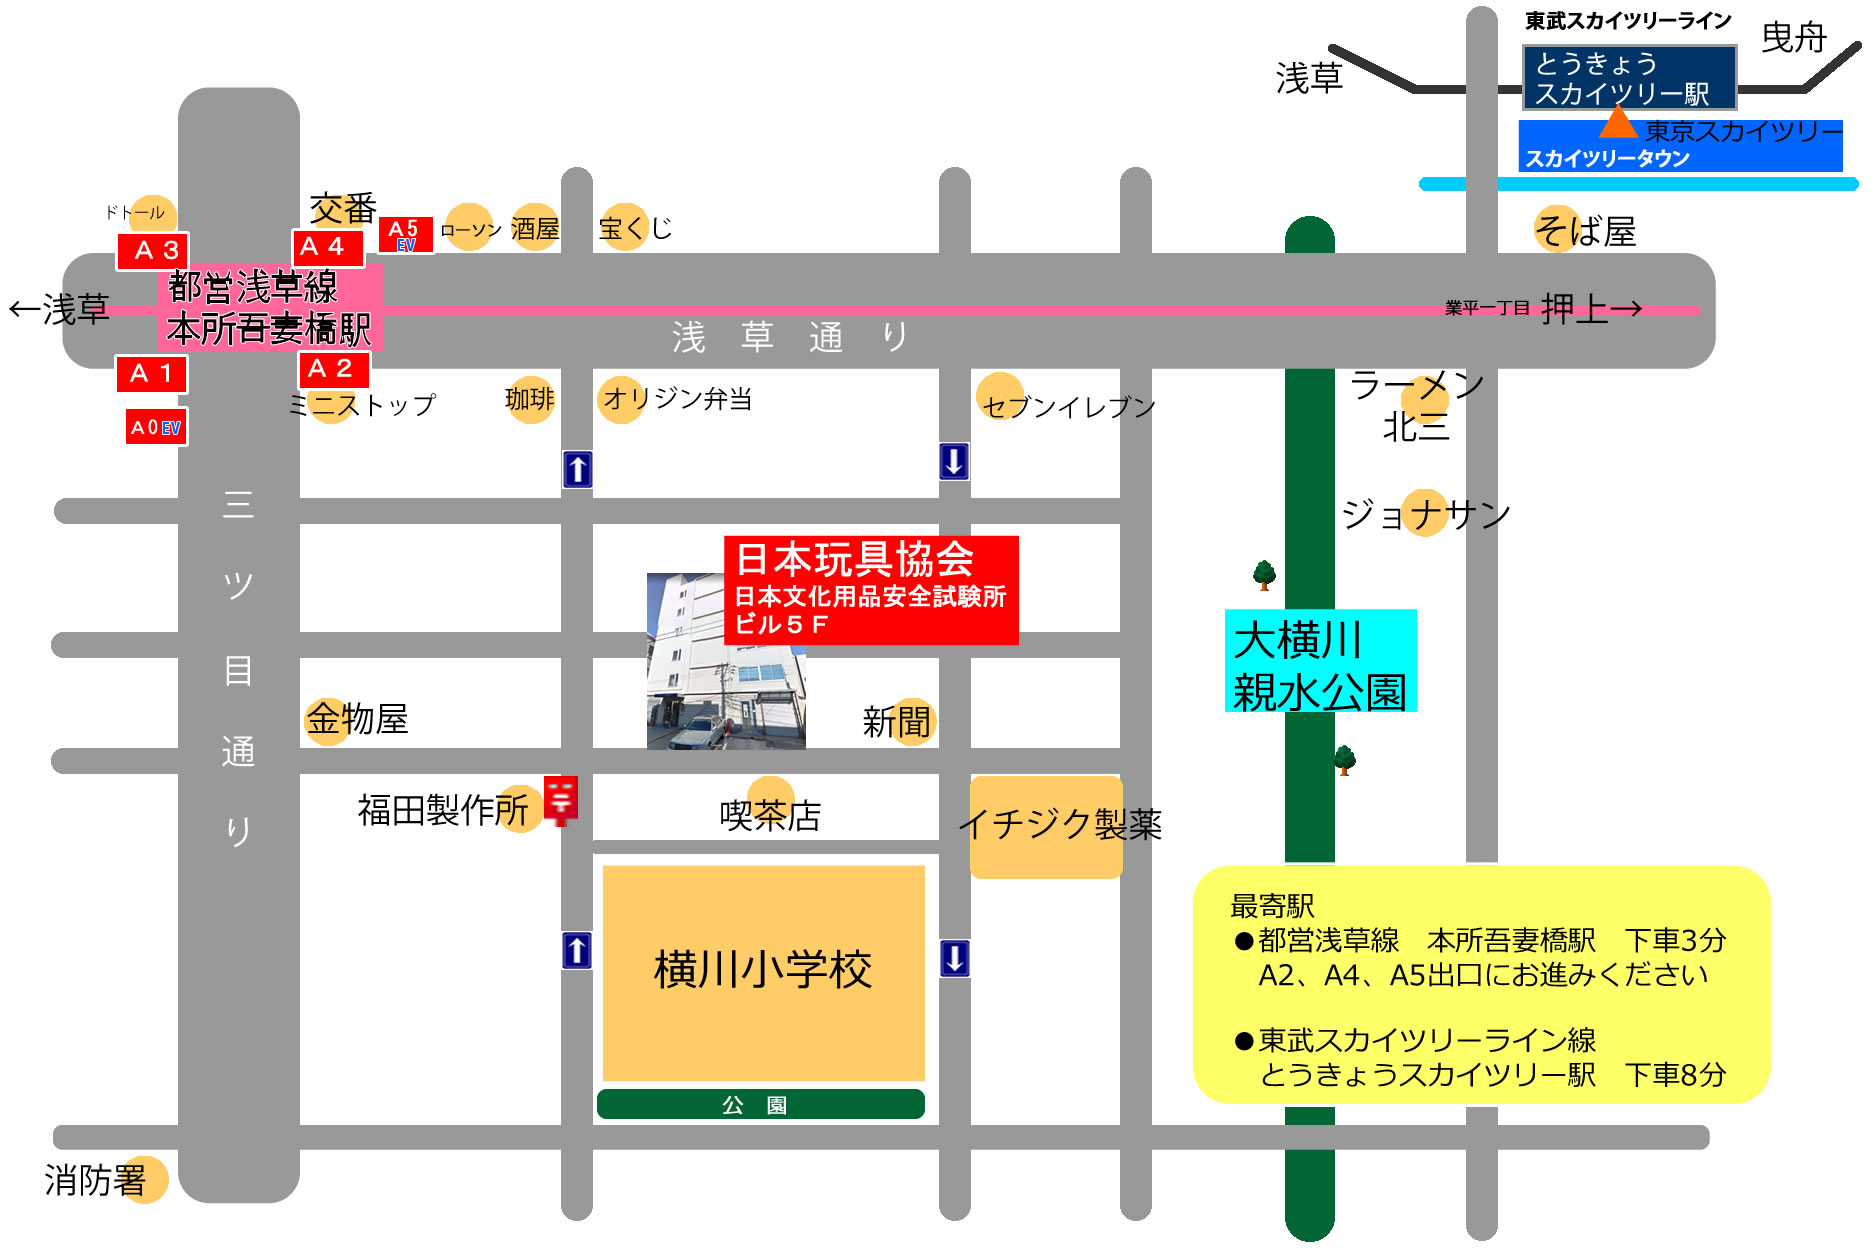 東武スカイツリーライン
曳舟
浅草
とうきょう
スカイツリー駅
東京スカイツリー
スカイツリータウン
ドトール
交番
A3
A4
A5
EV
ローソン
酒屋
宝くじ
そば屋
都営浅草線
本所吾妻橋駅
←浅草
浅草通り
業平一丁目
押上→
A1
A2
A0 EV
ミニストップ
珈琲
オリジン弁当
セブンイレブン
ラーメン
北三
ジョナサン
三ツ目通り
日本玩具協会
日本文化用品安全試験所
ビル5F
大横川
親水公園
金物屋
新聞
福田製作所
喫茶店
イチジク製薬
横川小学校
公園
消防署
最寄駅
●都営浅草線 本所吾妻橋駅 下車3分
A2、A4、A5出口にお進みください
●東武スカイツリーライン線
とうきょうスカイツリー駅 下車8分